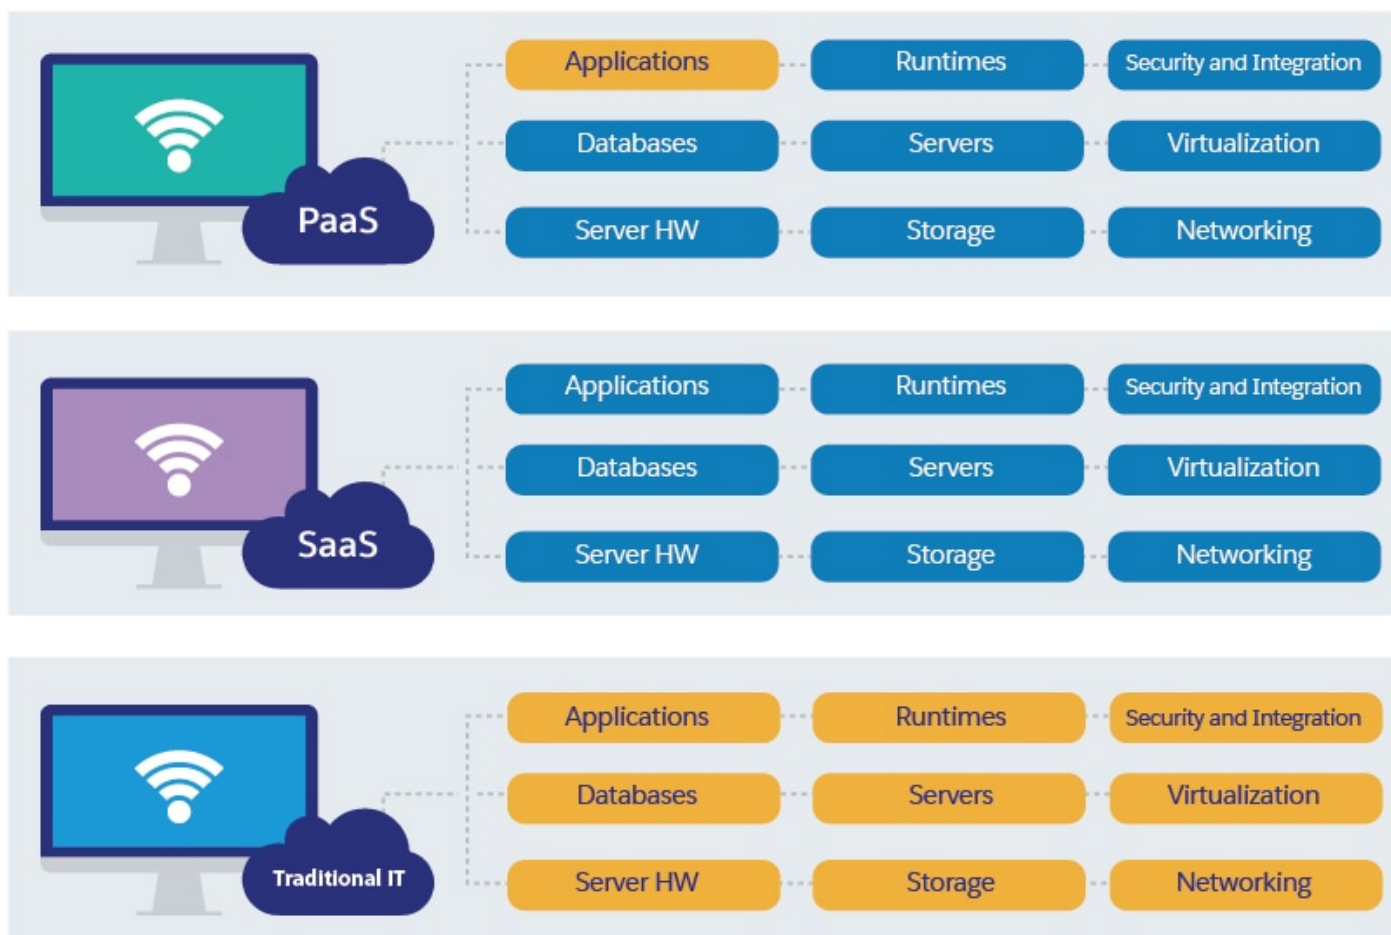 Applications
Runtimes
Security and Integration
PaaS
Databases
Servers
Virtualization
Server HW
Storage
Networking
SaaS
Applications
Runtimes
Security and Integration
Databases
Servers
Virtualization
Server HW
Storage
Networking
Traditional IT
Applications
Runtimes
Security and Integration
Databases
Servers
Virtualization
Server HW
Storage
Networking